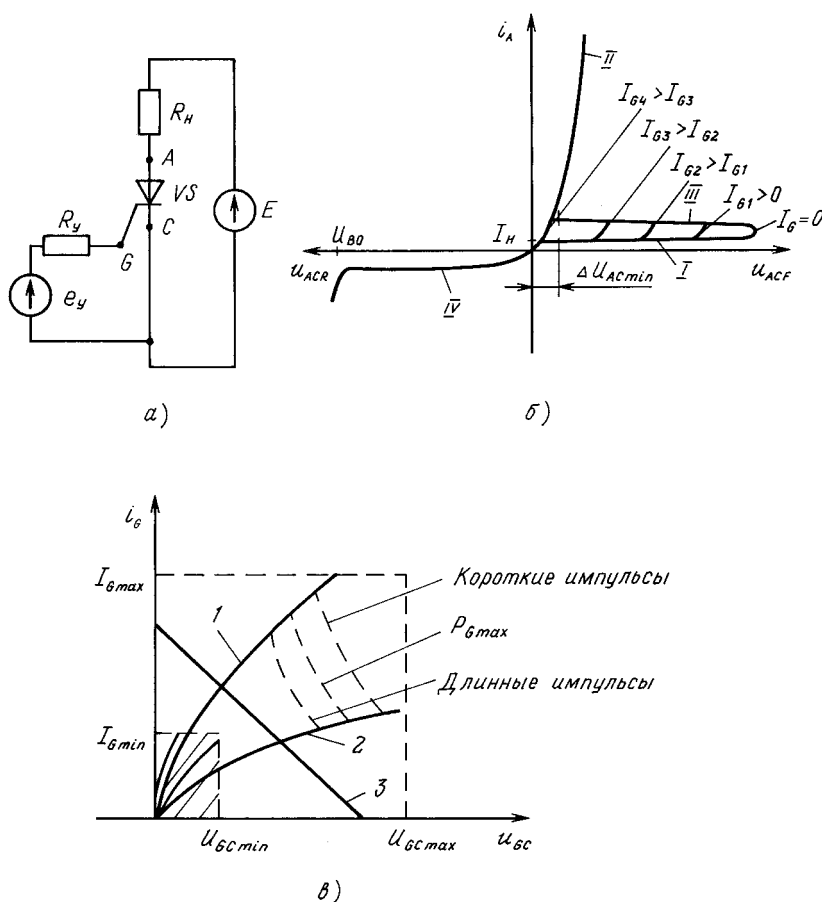 R_н
A
VS
C
E
R_у
G
e_у
а)
i_A
II
I_G4 > I_G3
I_G3 > I_G2
I_G2 > I_G1
I_G1 > 0
III
I_G = 0
U_BO
I_H
u_ACR
IV
ΔU_ACmin
I
u_ACF
б)
i_G
I_Gmax
Короткие импульсы
1
P_Gmax
Длинные импульсы
I_Gmin
2
3
U_GCmin
U_GCmax
u_GC
в)